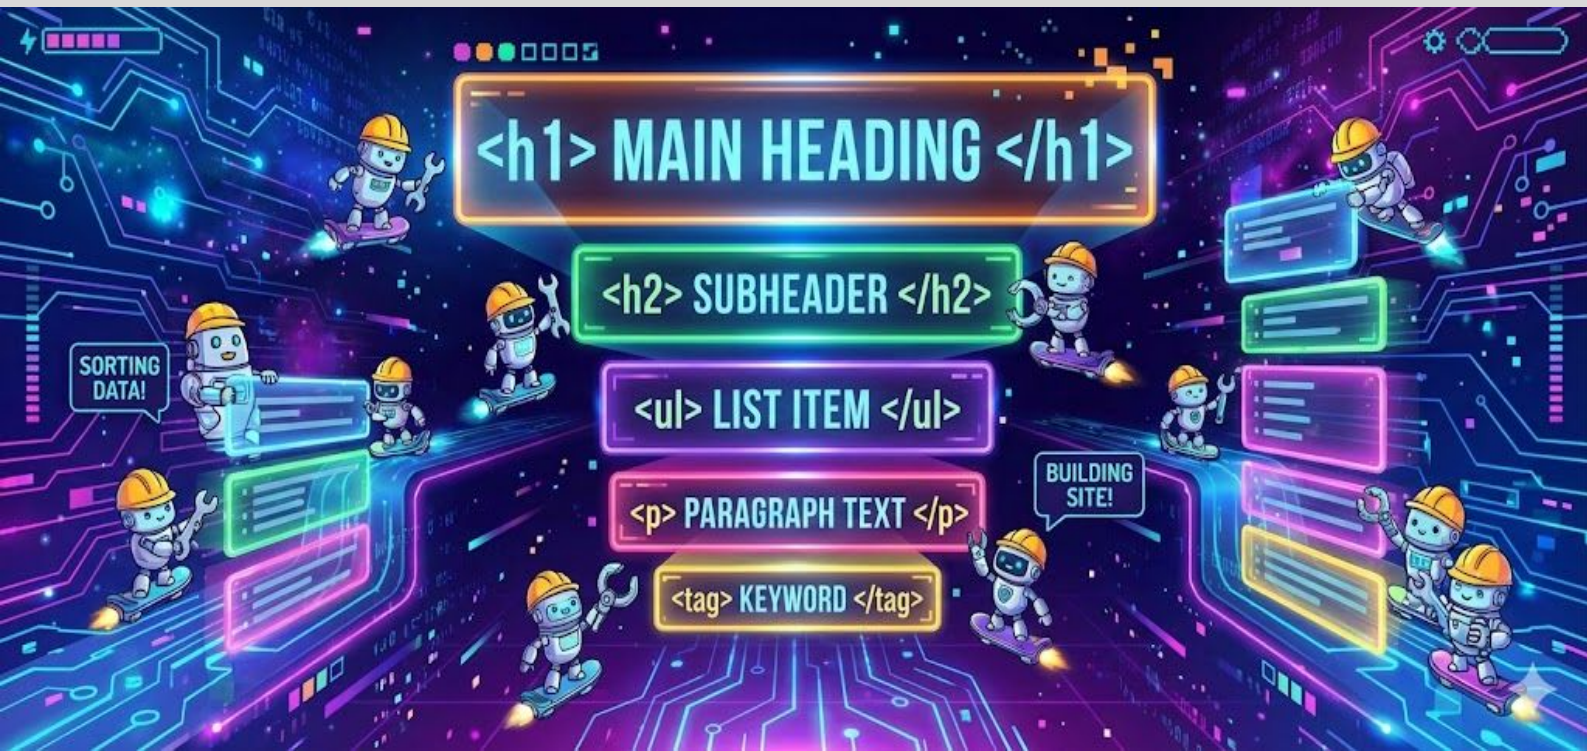 <h1> MAIN HEADING </h1>
<h2> SUBHEADER </h2>
SORTING
DATA!
<ul> LIST ITEM </ul>
BUILDING
SITE!
<p> PARAGRAPH TEXT </p>
<tag> KEYWORD </tag>